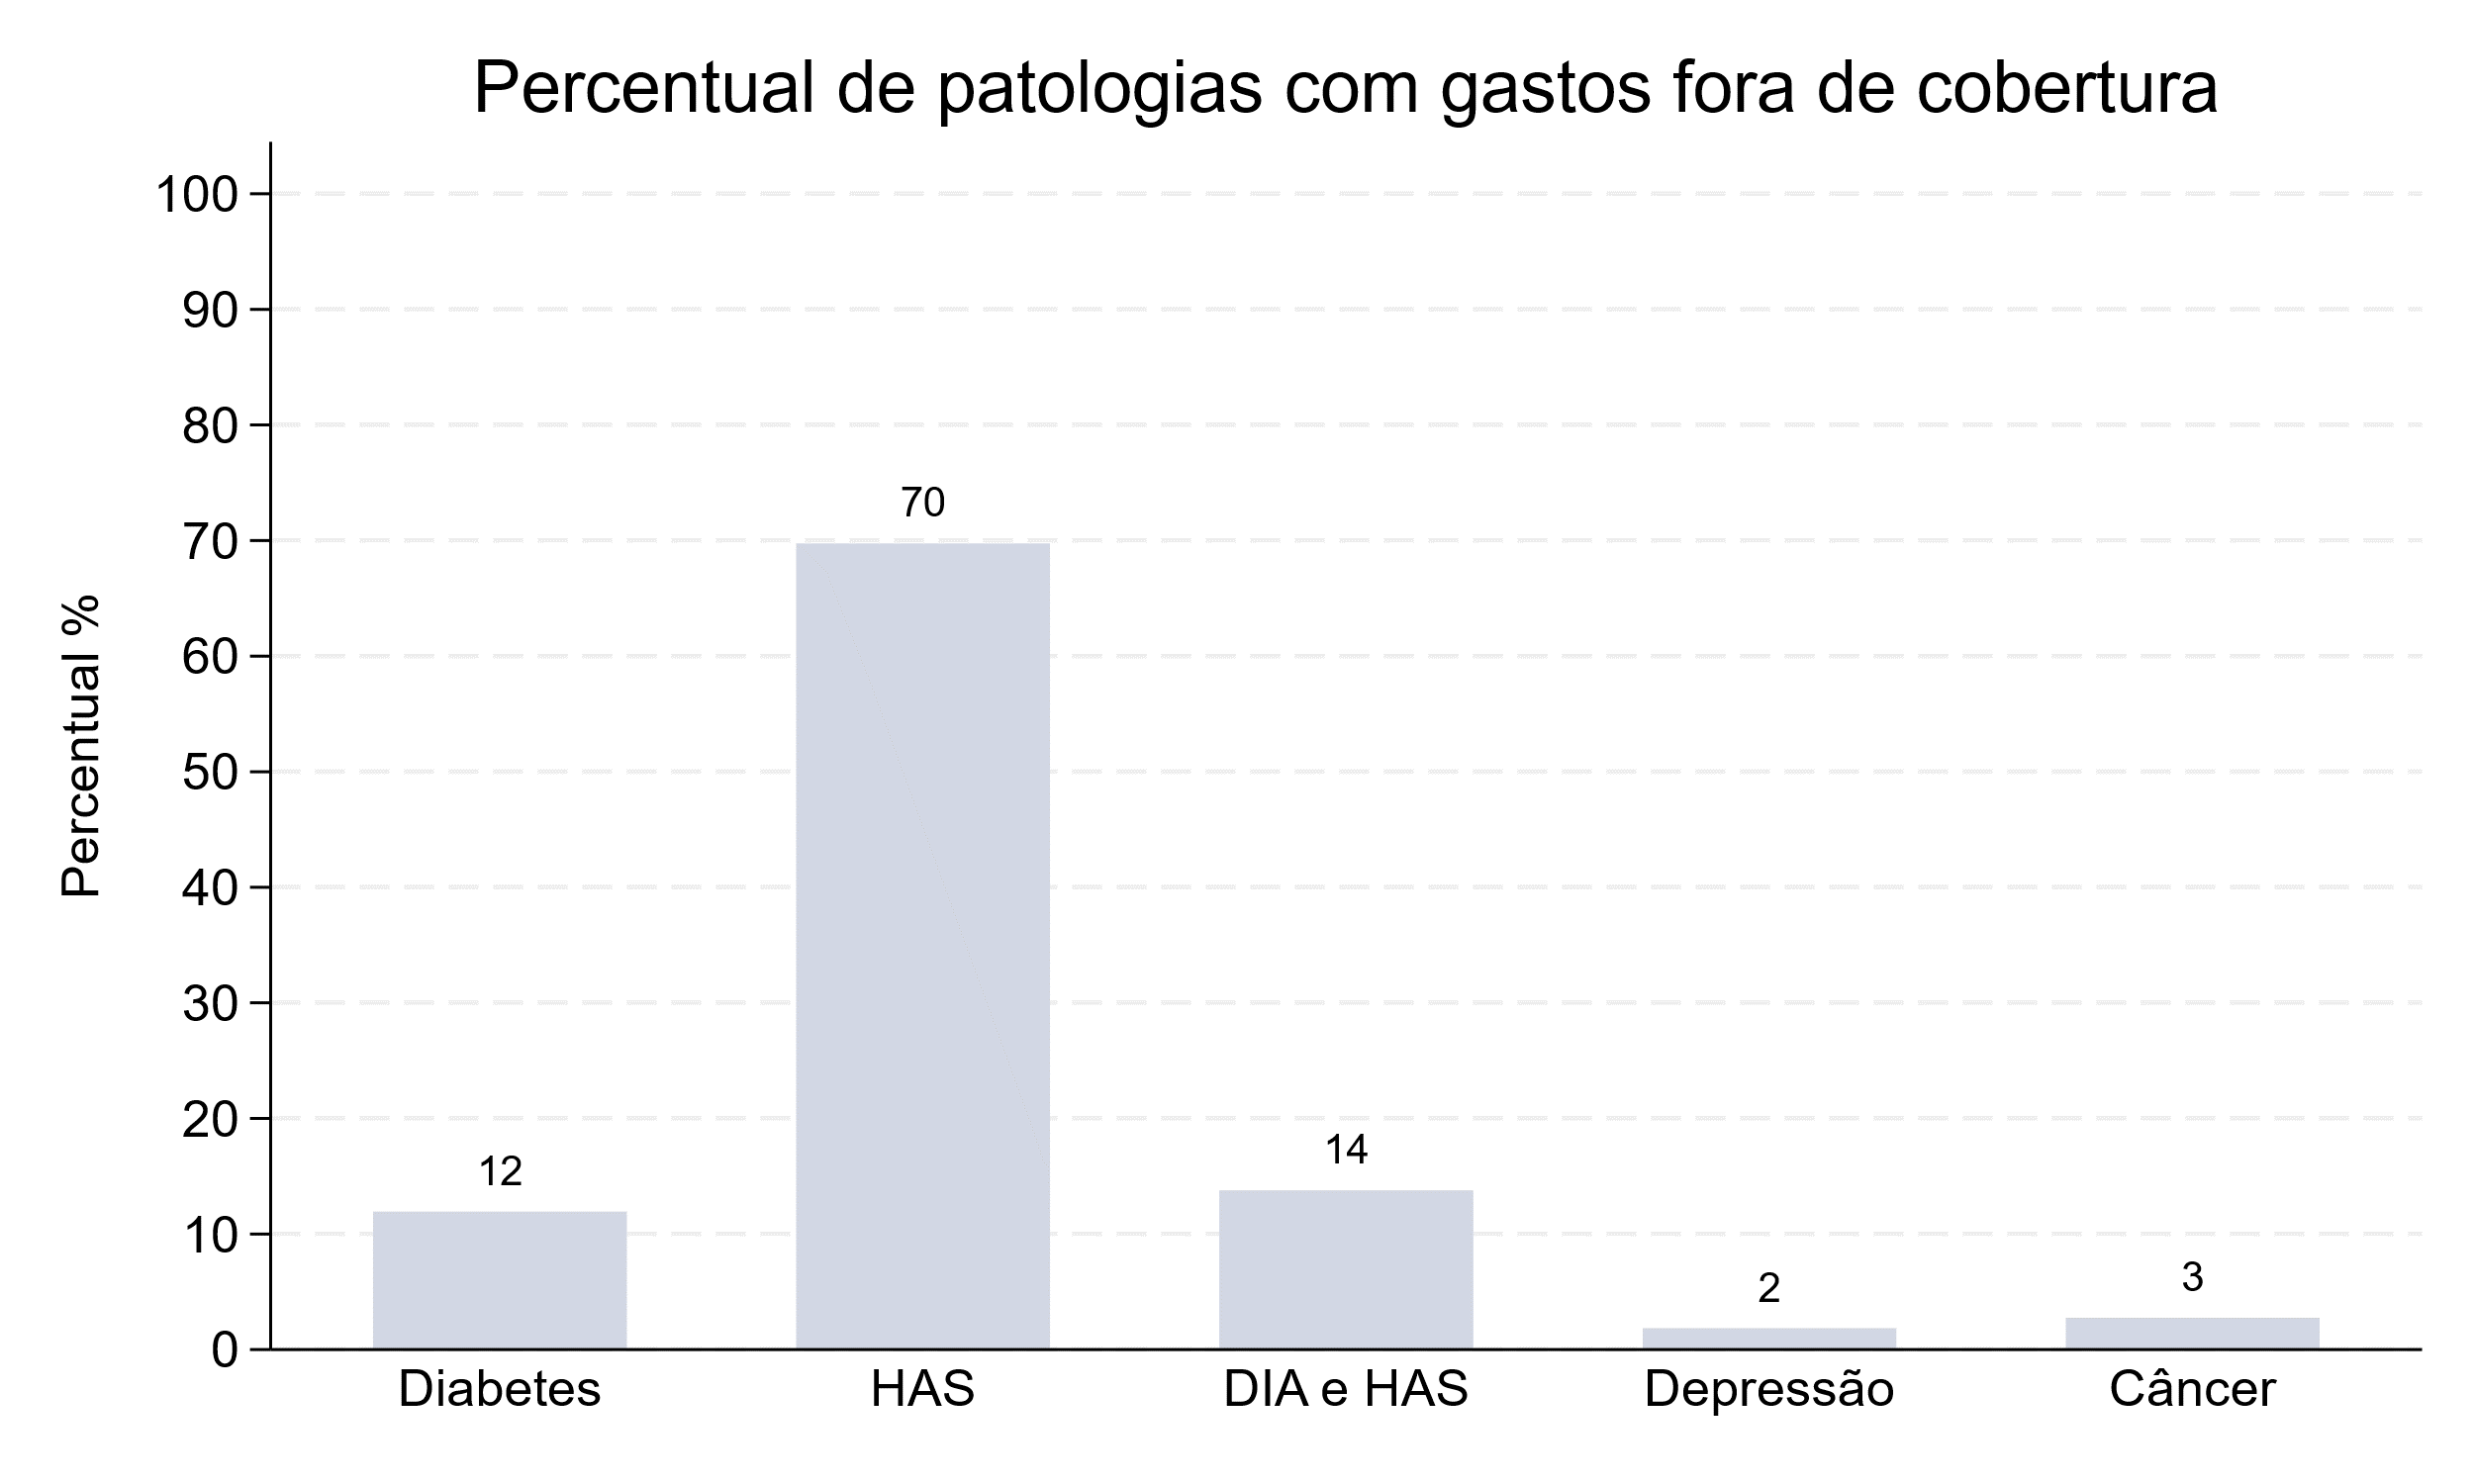 Percentual de patologias com gastos fora de cobertura
Percentual %
100
90
80
70
60
50
40
30
20
10
0
12
70
14
2
3
Diabetes
HAS
DIA e HAS
Depressão
Câncer